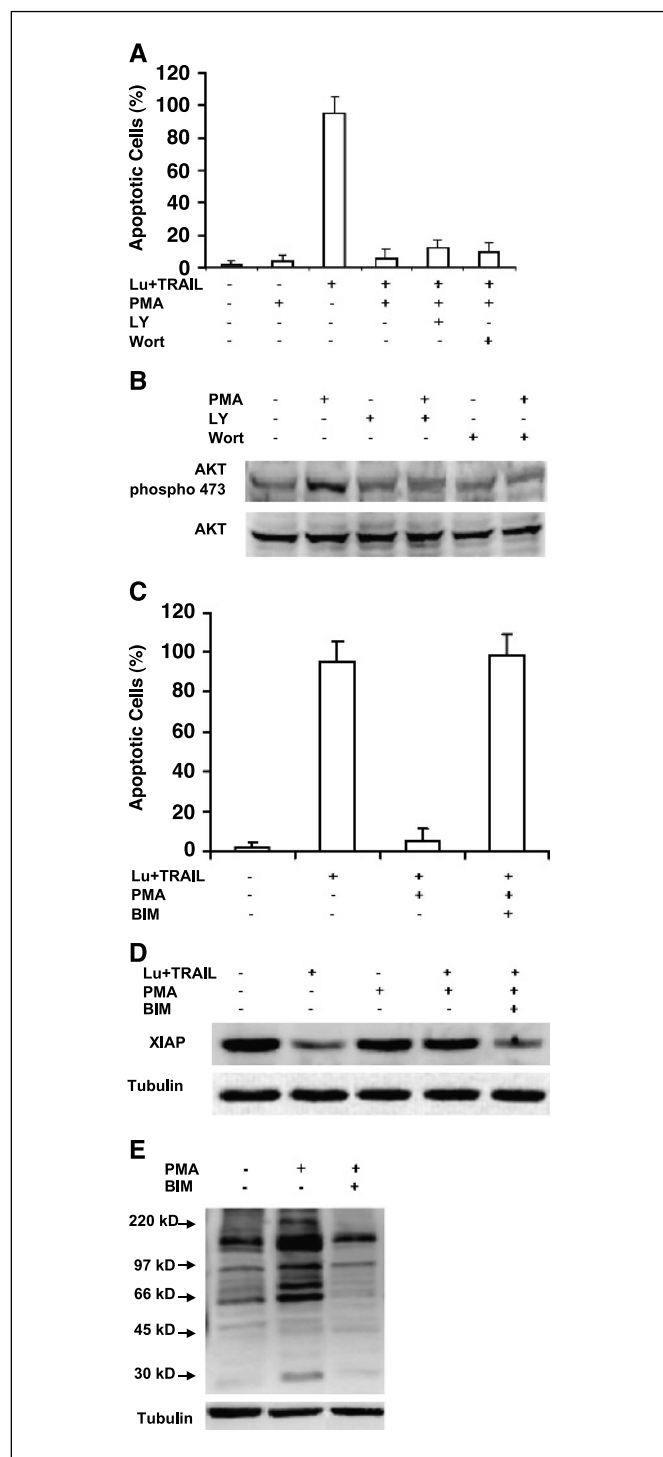 A
120
100
80
60
40
20
0
Apoptotic Cells (%)
Lu+TRAIL - - + + + +
PMA - + - + + +
LY - - - - + -
Wort - - - - - +
B
PMA - + - + - +
LY - - + + - -
Wort - - - - + +
AKT
phospho 473
AKT
C
120
100
80
60
40
20
0
Apoptotic Cells (%)
Lu+TRAIL - + + +
PMA - - + +
BIM - - - +
D
Lu+TRAIL - + - + +
PMA - - + + +
BIM - - - - +
XIAP
Tubulin
E
PMA - + +
BIM - - +
220 kD
97 kD
66 kD
45 kD
30 kD
Tubulin